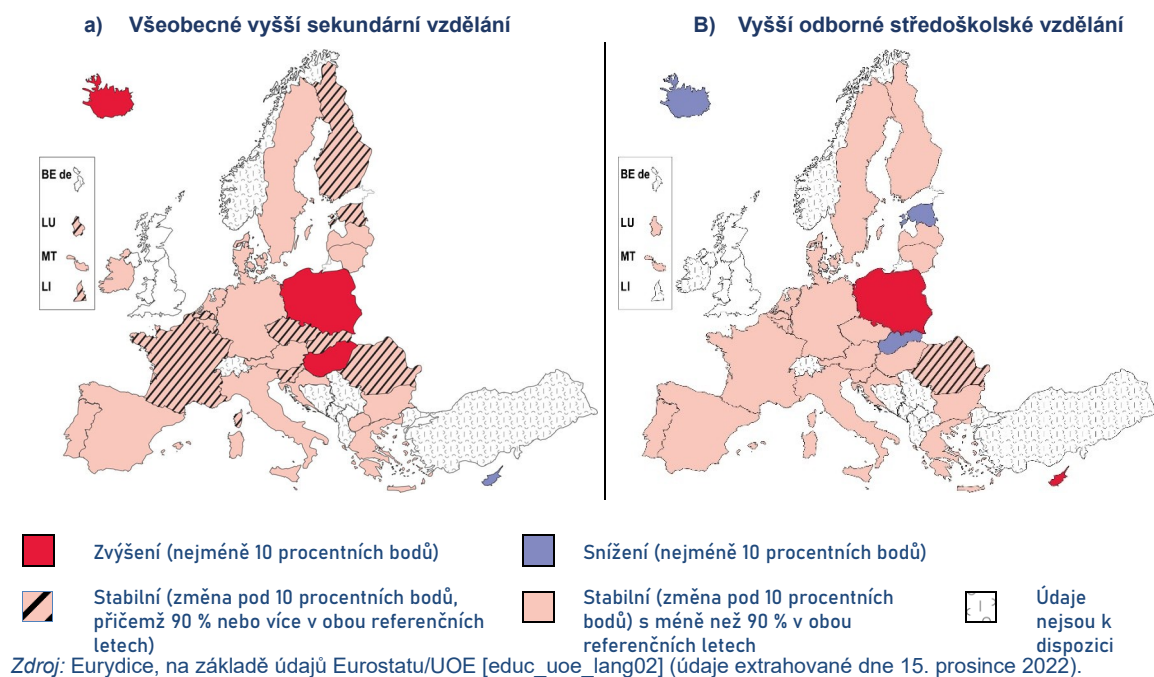 a) Všeobecné vyšší sekundární vzdělání
B) Vyšší odborné středoškolské vzdělání
BE de
LU
MT
LI
BE de
LU
MT
LI
Zvýšení (nejméně 10 procentních bodů)
Snížení (nejméně 10 procentních bodů)
Stabilní (změna pod 10 procentních bodů,
přičemž 90 % nebo více v obou referenčních
letech)
Stabilní (změna pod 10 procentních
bodů) s méně než 90 % v obou
referenčních letech
Údaje
nejsou k
dispozici
Zdroj: Eurydice, na základě údajů Eurostatu/UOE [educ_uoe_lang02] (údaje extrahované dne 15. prosince 2022).